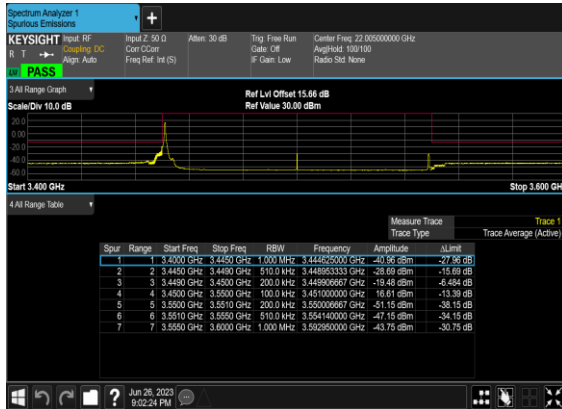 Spectrum Analyzer 1
Spurious Emissions
+
KEYSIGHT Input: RF Input Z: 50 Ω Atten: 30 dB Trig: Free Run Center Freq: 22.005000000 GHz
R T Coupling: DC Corr CCorr Gate: Off Avg|Hold: 100/100
Align: Auto Freq Ref: Int (S) IF Gain: Low Radio Std: None
PASS
3 All Range Graph
Ref Lvl Offset 15.66 dB
Scale/Div 10.0 dB Ref Value 30.00 dBm
20.0
0.00
-20.0
-40.0
-60.0
Start 3.400 GHz Stop 3.600 GH
4 All Range Table
Measure Trace Trace 1
Trace Type Trace Average (Active)
Spur Range Start Freq Stop Freq RBW Frequency Amplitude ΔLimit
1 1 3.4000 GHz 3.4450 GHz 1.000 MHz 3.444625000 GHz -40.96 dBm -27.96 dB
2 2 3.4450 GHz 3.4490 GHz 510.0 kHz 3.448953333 GHz -28.69 dBm -15.69 dB
3 3 3.4490 GHz 3.4500 GHz 200.0 kHz 3.449906667 GHz -19.48 dBm -6.484 dB
4 4 3.4500 GHz 3.5500 GHz 100.0 kHz 3.451000000 GHz 16.61 dBm -13.39 dB
5 5 3.5500 GHz 3.5510 GHz 200.0 kHz 3.550006667 GHz -51.15 dBm -38.15 dB
6 6 3.5510 GHz 3.5550 GHz 510.0 kHz 3.554140000 GHz -47.15 dBm -34.15 dB
7 7 3.5550 GHz 3.6000 GHz 1.000 MHz 3.592950000 GHz -43.75 dBm -30.75 dB
? Jun 26, 2023
9:02:24 PM